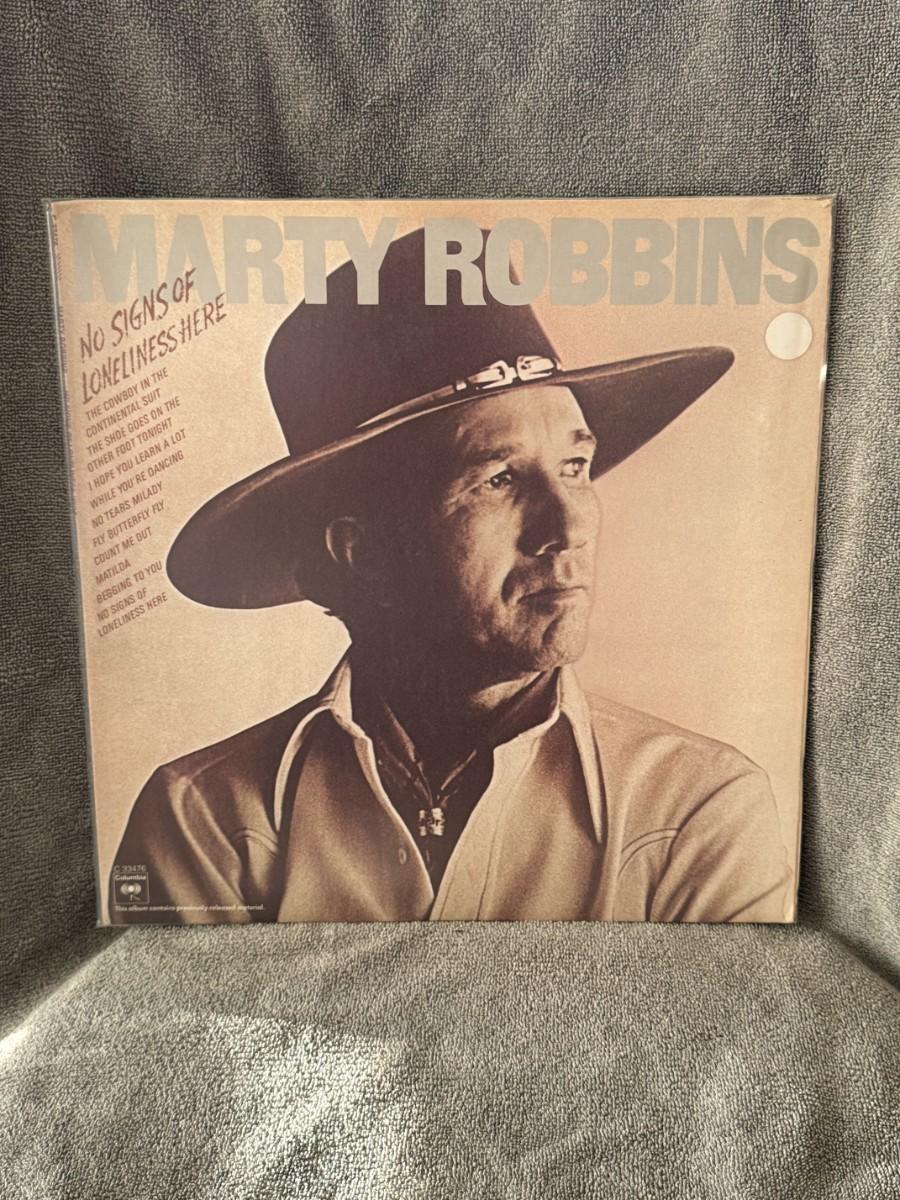 MARTY ROBBINS
NO SIGNS OF
LONELINESS HERE
THE COWBOY IN THE
CONTINENTAL SUIT
THE SHOE GOES ON THE
OTHER FOOT TONIGHT
I HOPE YOU LEARN A LOT
WHILE YOU'RE DANCING
NO TEARS MILADY
FLY BUTTERFLY FLY
COUNT ME OUT
MATILDA
BEGGING TO YOU
NO SIGNS OF
LONELINESS HERE
C 33476
Columbia
This album contains previously released material.